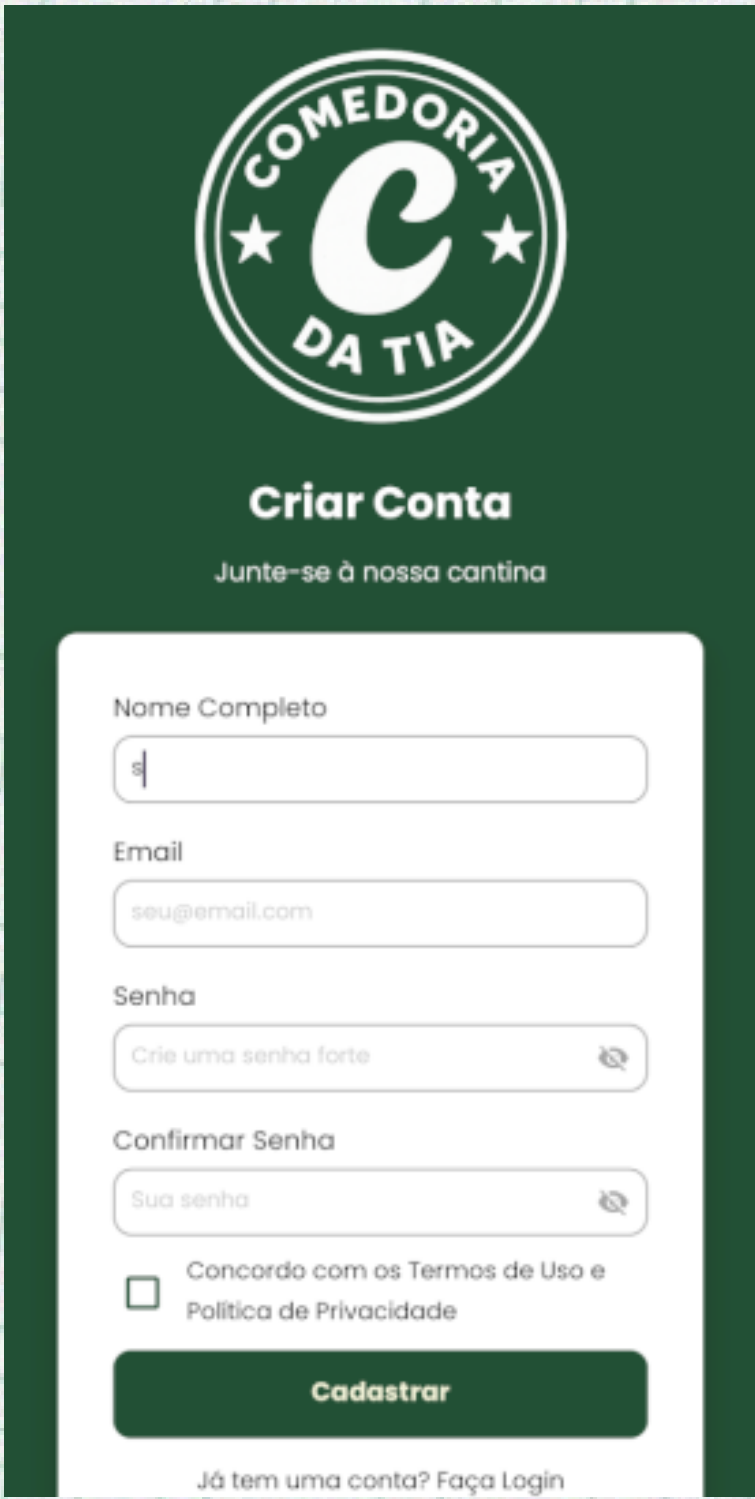 COMEDORIA
C
DA TIA
Criar Conta
Junte-se à nossa cantina
Nome Completo
s
Email
seu@email.com
Senha
Crie uma senha forte
Confirmar Senha
Sua senha
Concordo com os Termos de Uso e
Política de Privacidade
Cadastrar
Já tem uma conta? Faça Login